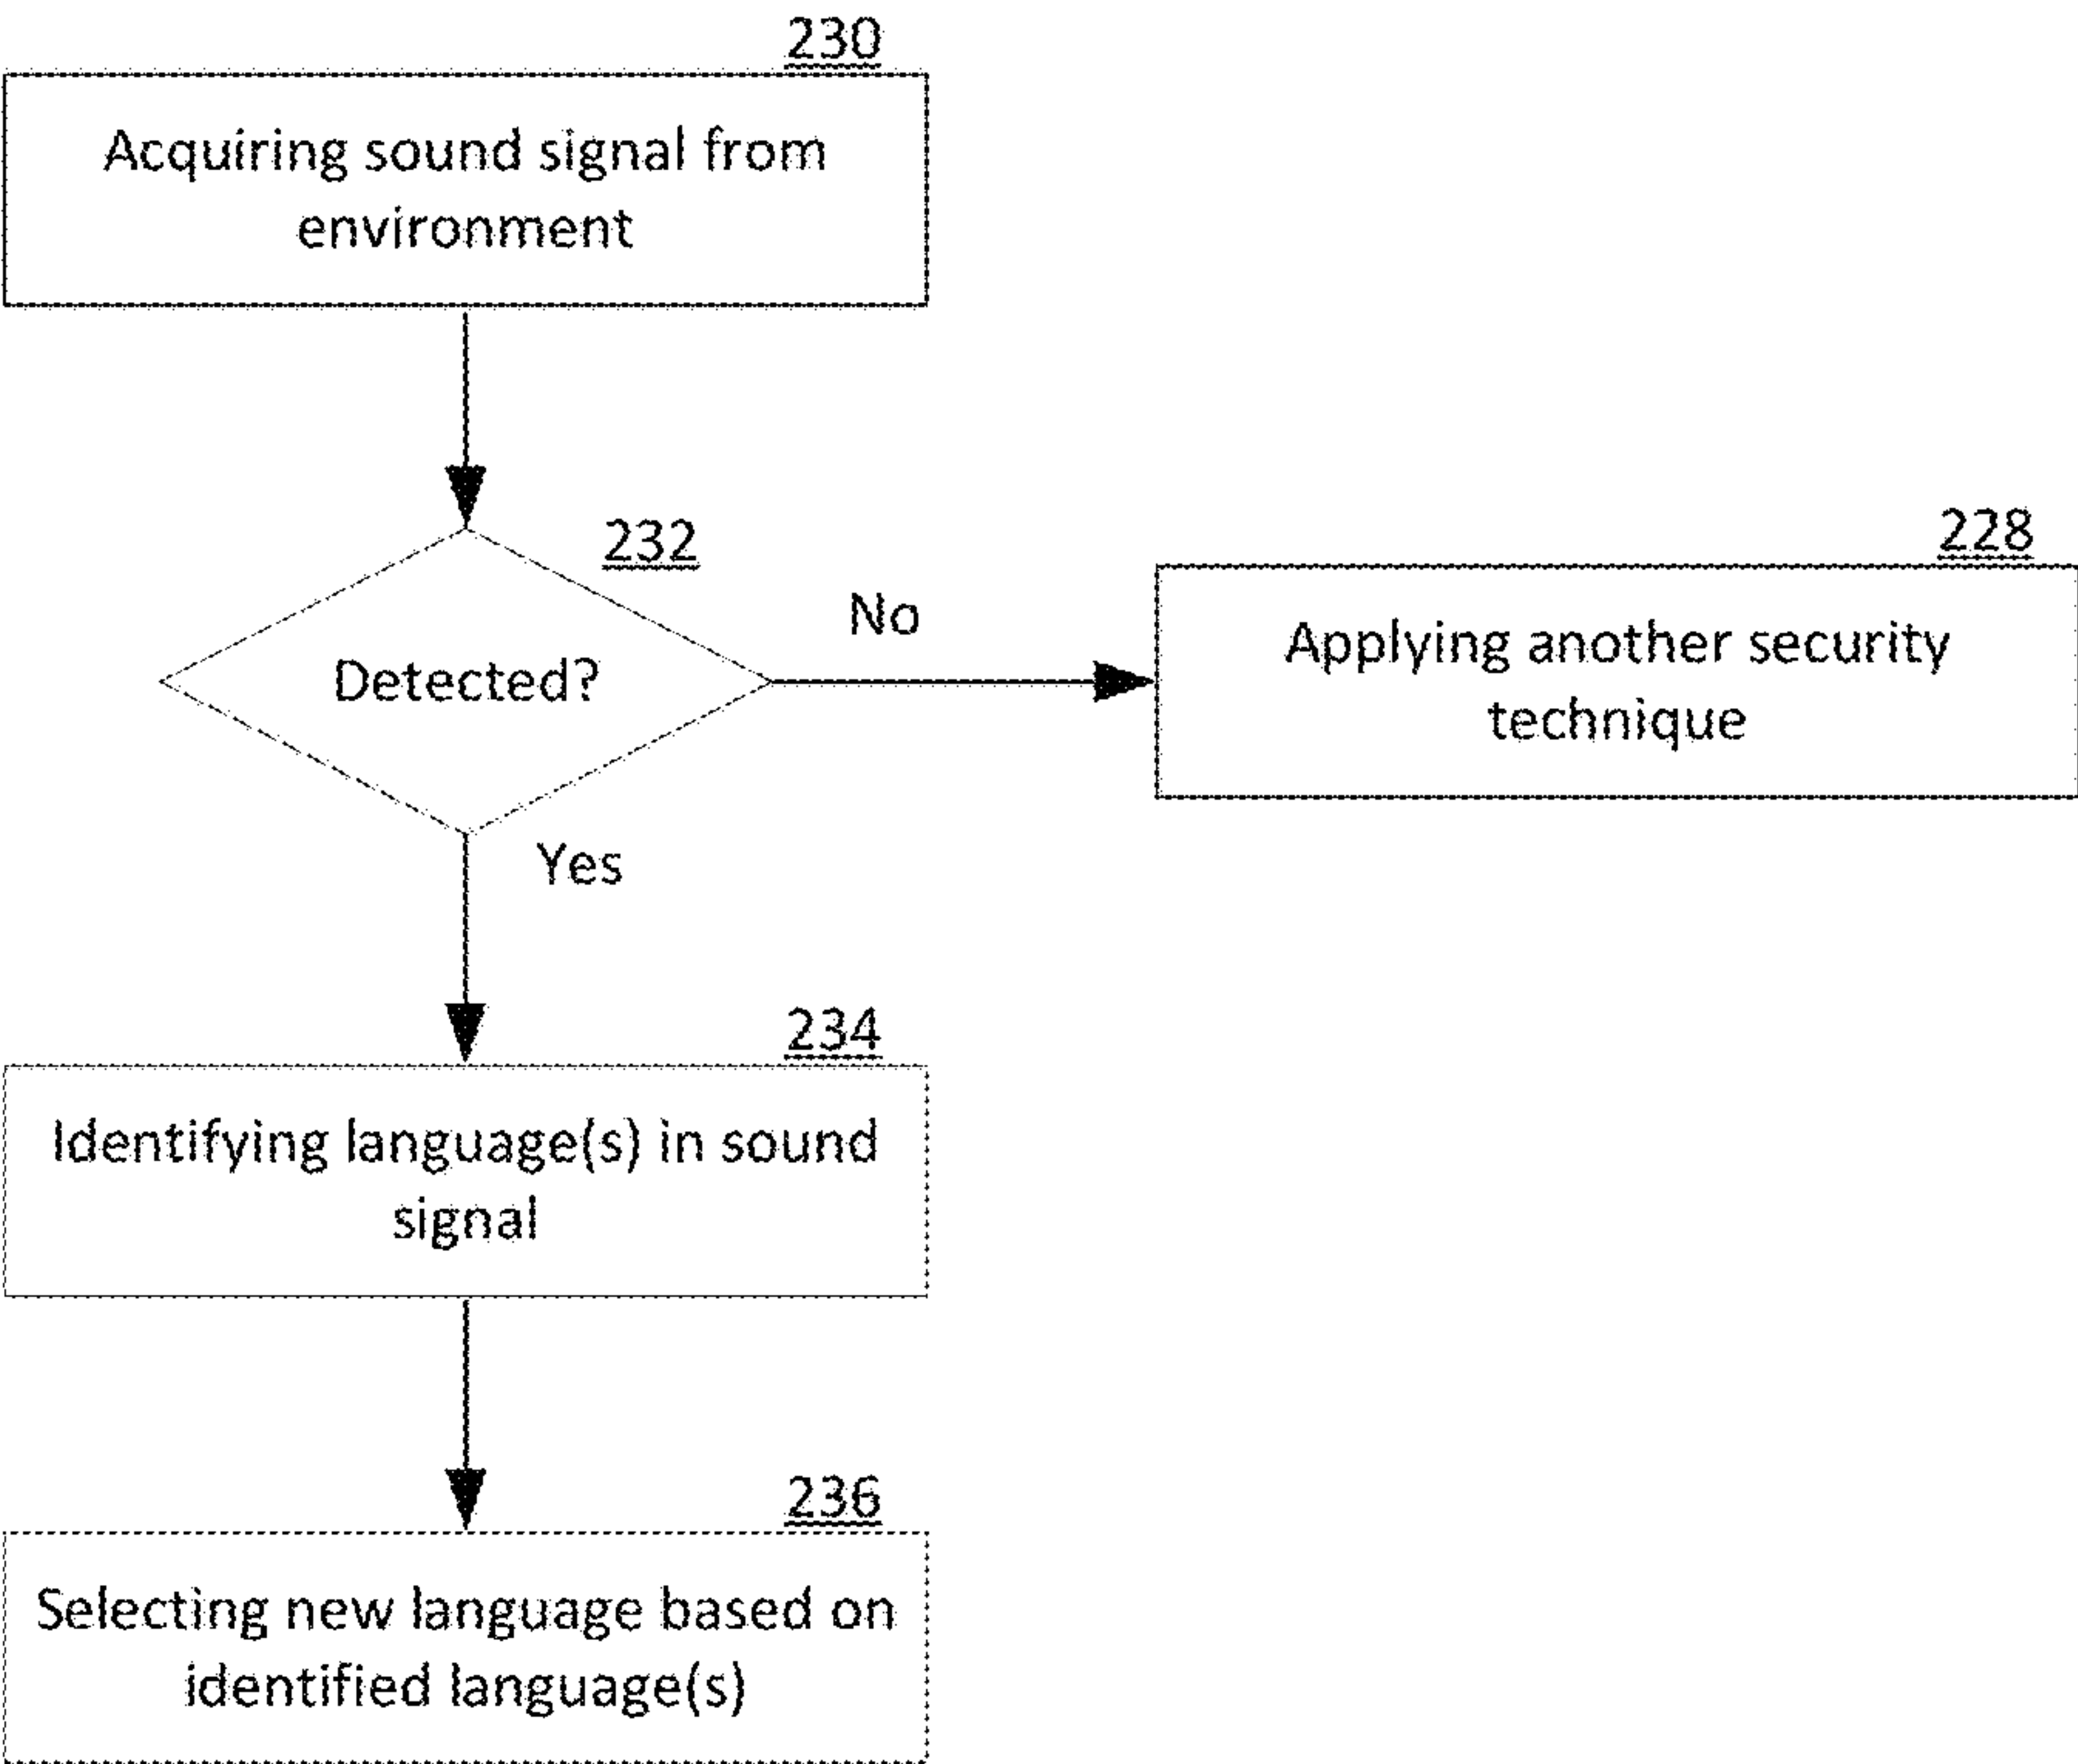 230
Acquiring sound signal from
environment
232
Detected?
No
228
Applying another security
technique
Yes
234
Identifying language(s) in sound
signal
236
Selecting new language based on
identified language(s)